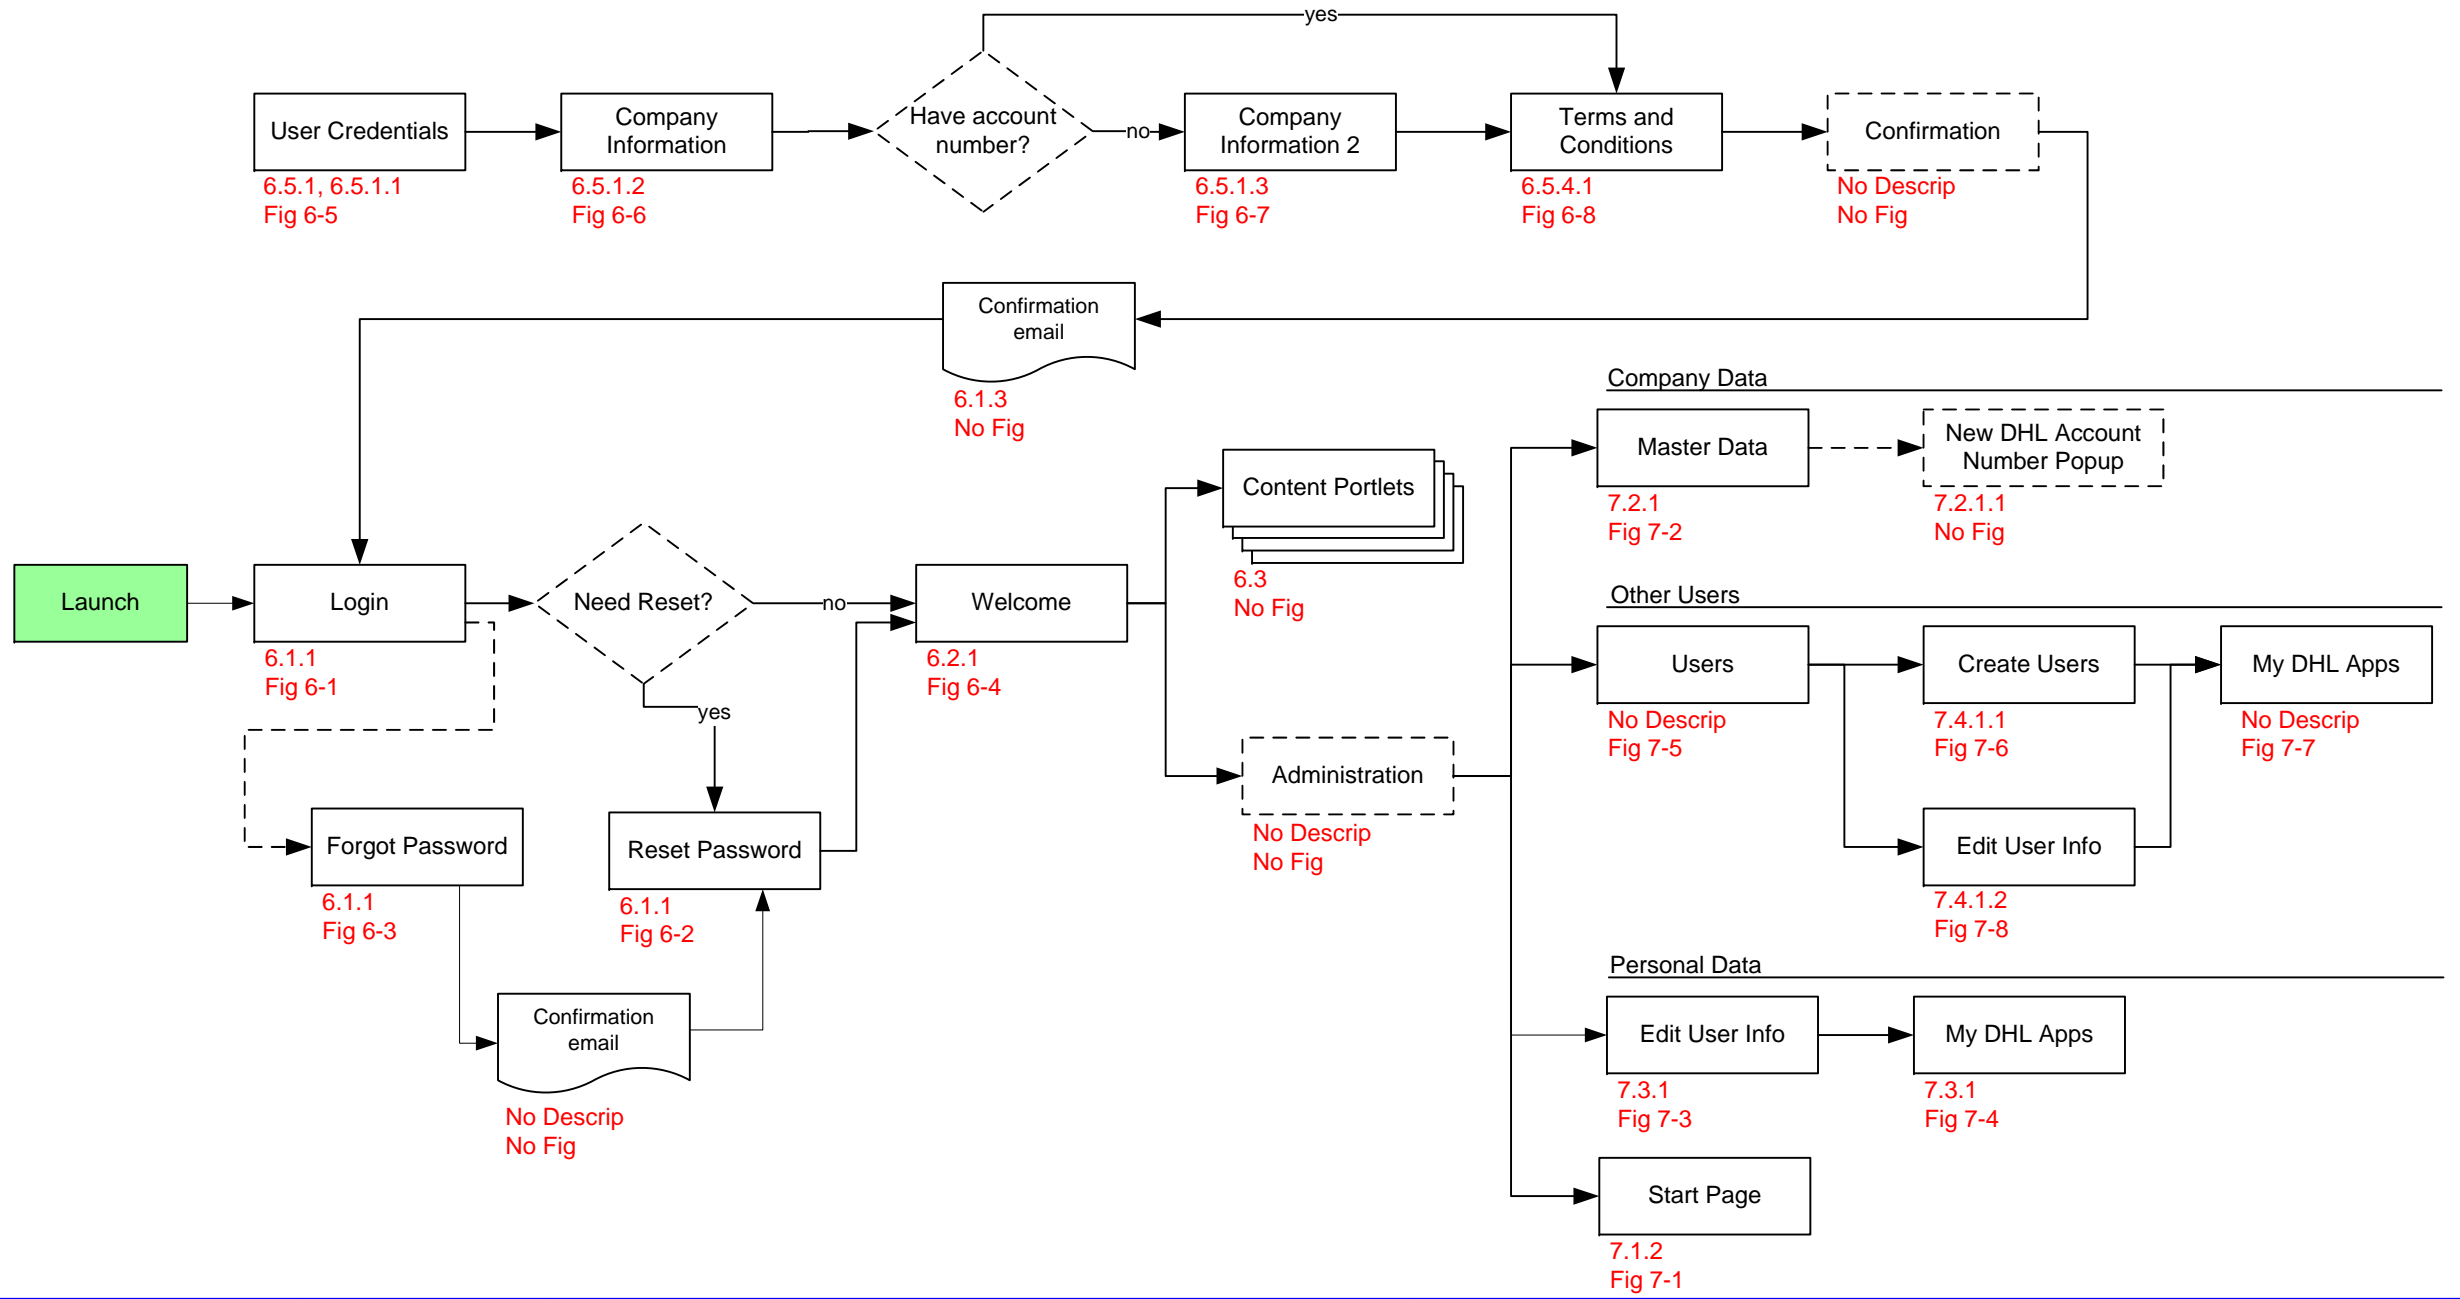 yes
User Credentials
6.5.1, 6.5.1.1
Fig 6-5
Company
Information
6.5.1.2
Fig 6-6
Have account
number?
no
Company
Information 2
6.5.1.3
Fig 6-7
Terms and
Conditions
6.5.4.1
Fig 6-8
Confirmation
No Descrip
No Fig
Confirmation
email
6.1.3
No Fig
Launch
Login
6.1.1
Fig 6-1
Need Reset?
no
yes
Welcome
6.2.1
Fig 6-4
Forgot Password
6.1.1
Fig 6-3
Reset Password
6.1.1
Fig 6-2
Confirmation
email
No Descrip
No Fig
Content Portlets
6.3
No Fig
Administration
No Descrip
No Fig
Company Data
Master Data
7.2.1
Fig 7-2
New DHL Account
Number Popup
7.2.1.1
No Fig
Other Users
Users
No Descrip
Fig 7-5
Create Users
7.4.1.1
Fig 7-6
My DHL Apps
No Descrip
Fig 7-7
Edit User Info
7.4.1.2
Fig 7-8
Personal Data
Edit User Info
7.3.1
Fig 7-3
My DHL Apps
7.3.1
Fig 7-4
Start Page
7.1.2
Fig 7-1